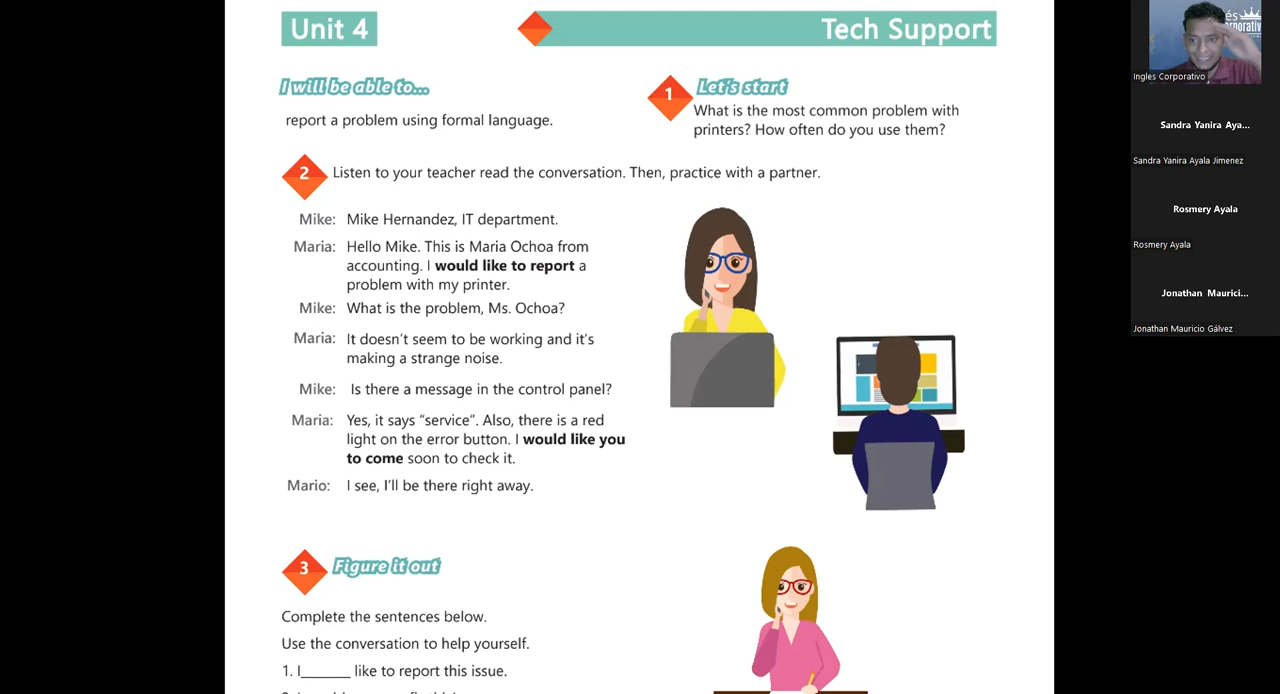 Unit 4
Tech Support
I will be able to...
report a problem using formal language.
1
Let's start
What is the most common problem with
printers? How often do you use them?
2
Listen to your teacher read the conversation. Then, practice with a partner.
Mike: Mike Hernandez, IT department.
Maria: Hello Mike. This is Maria Ochoa from
accounting. I would like to report a
problem with my printer.
Mike: What is the problem, Ms. Ochoa?
Maria: It doesn't seem to be working and it's
making a strange noise.
Mike: Is there a message in the control panel?
Maria: Yes, it says “service”. Also, there is a red
light on the error button. I would like you
to come soon to check it.
Mario: I see, I'll be there right away.
3
Figure it out
Complete the sentences below.
Use the conversation to help yourself.
1. I______ like to report this issue.
Ingles Corporativo
Sandra Yanira Aya...
Sandra Yanira Ayala Jimenez
Rosmery Ayala
Rosmery Ayala
Jonathan Maurici...
Jonathan Mauricio Gálvez